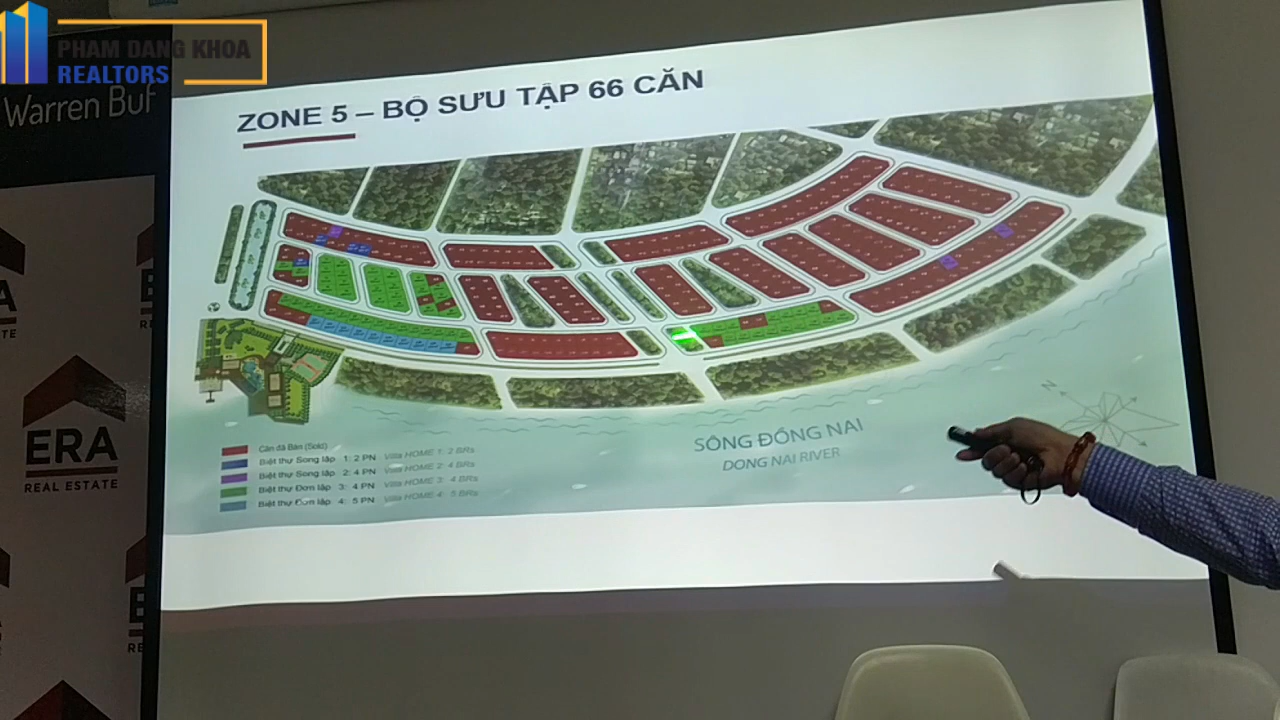 PHAM DANG KHOA
REALTORS
Warren Buf
ZONE 5 – BỘ SƯU TẬP 66 CĂN
ERA
REAL ESTATE
SÔNG ĐỒNG NAI
DONG NAI RIVER
N
Căn đã Bán (Sold)
Biệt thự Song lập 1: 2 PN Villa HOME 1: 2 BRs
Biệt thự Song lập 2: 4 PN Villa HOME 2: 4 BRs
Biệt thự Đơn lập 3: 4 PN Villa HOME 3: 4 BRs
Biệt thự Đơn lập 4: 5 PN Villa HOME 4: 5 BRs